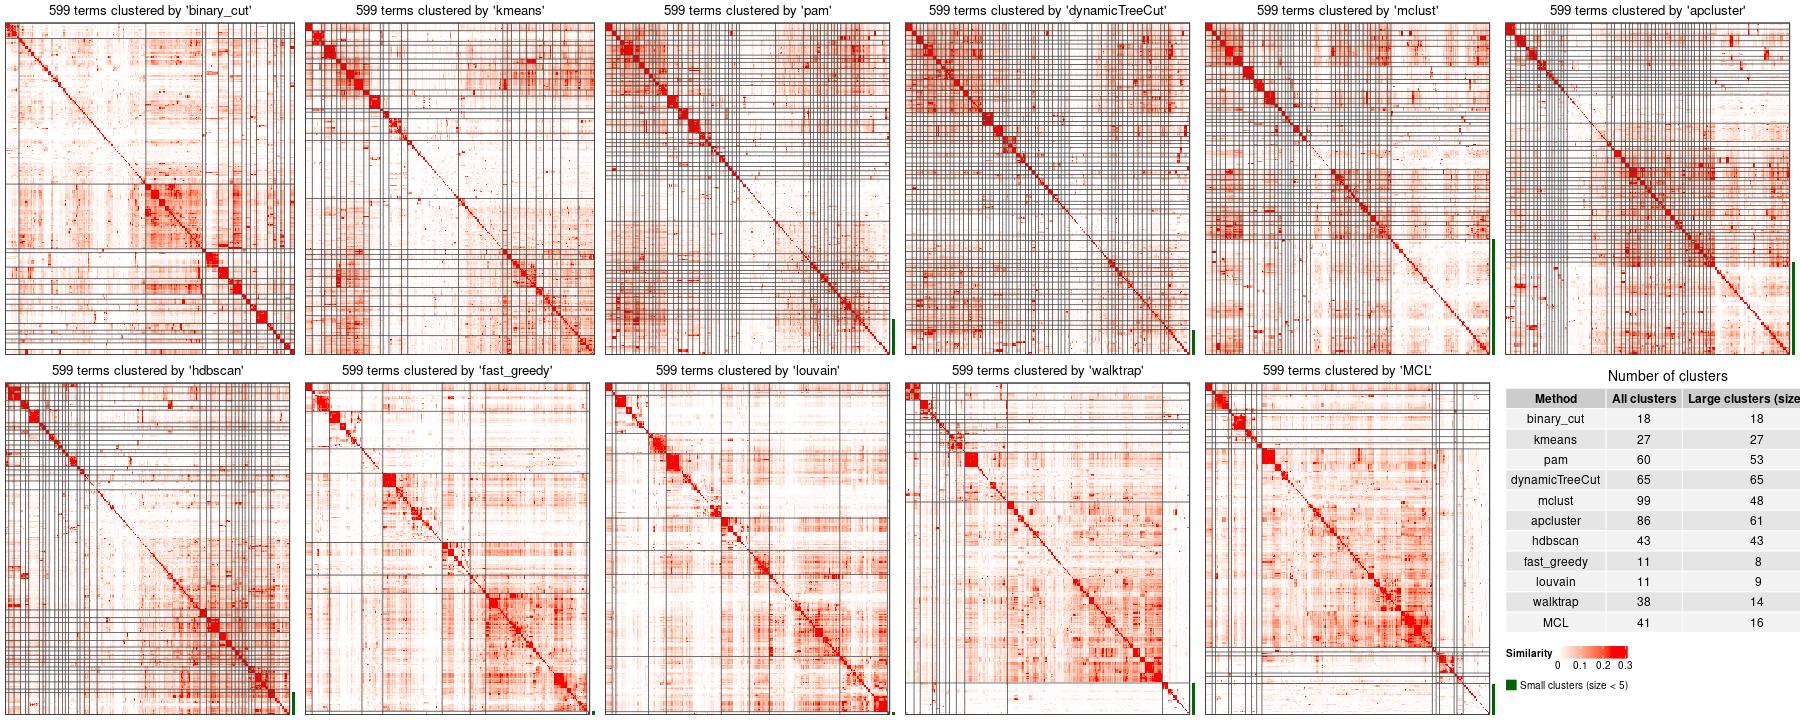 599 terms clustered by 'binary_cut'
599 terms clustered by 'kmeans'
599 terms clustered by 'pam'
599 terms clustered by 'dynamicTreeCut'
599 terms clustered by 'mclust'
599 terms clustered by 'apcluster'
599 terms clustered by 'hdbscan'
599 terms clustered by 'fast_greedy'
599 terms clustered by 'louvain'
599 terms clustered by 'walktrap'
599 terms clustered by 'MCL'
Number of clusters
Method All clusters Large clusters (size
binary_cut 18 18
kmeans 27 27
pam 60 53
dynamicTreeCut 65 65
mclust 99 48
apcluster 86 61
hdbscan 43 43
fast_greedy 11 8
louvain 11 9
walktrap 38 14
MCL 41 16
Similarity
0 0.1 0.2 0.3
Small clusters (size < 5)